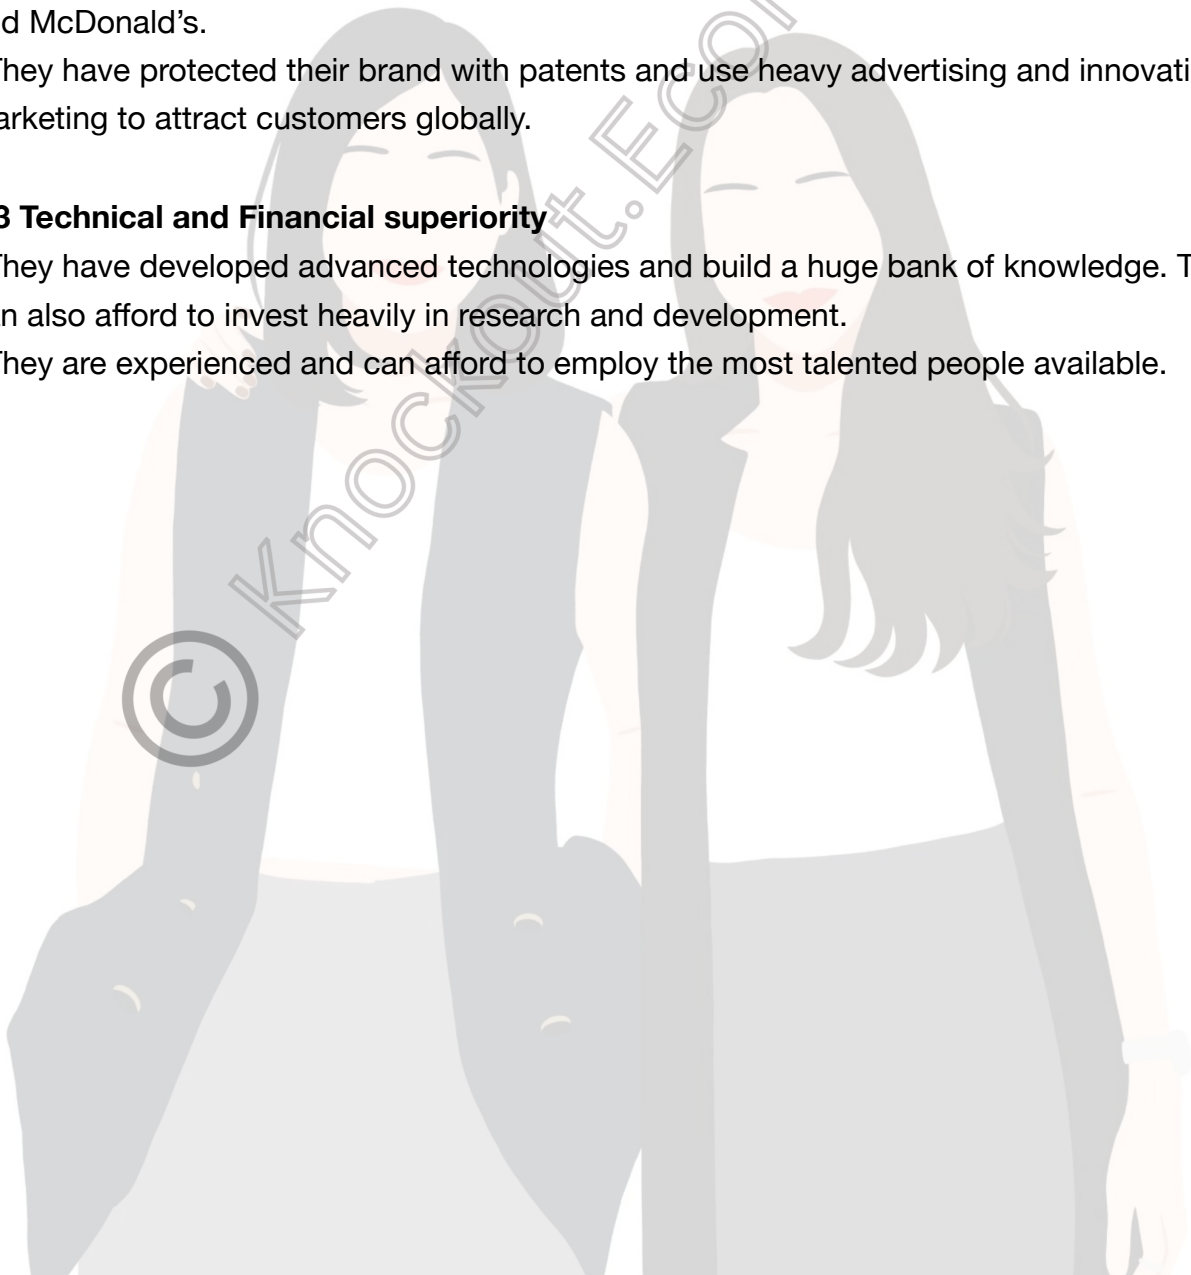 d McDonald's.
They have protected their brand with patents and use heavy advertising and innovati
arketing to attract customers globally.
3 Technical and Financial superiority
They have developed advanced technologies and build a huge bank of knowledge. T
n also afford to invest heavily in research and development.
They are experienced and can afford to employ the most talented people available.
© Knockout.Econ